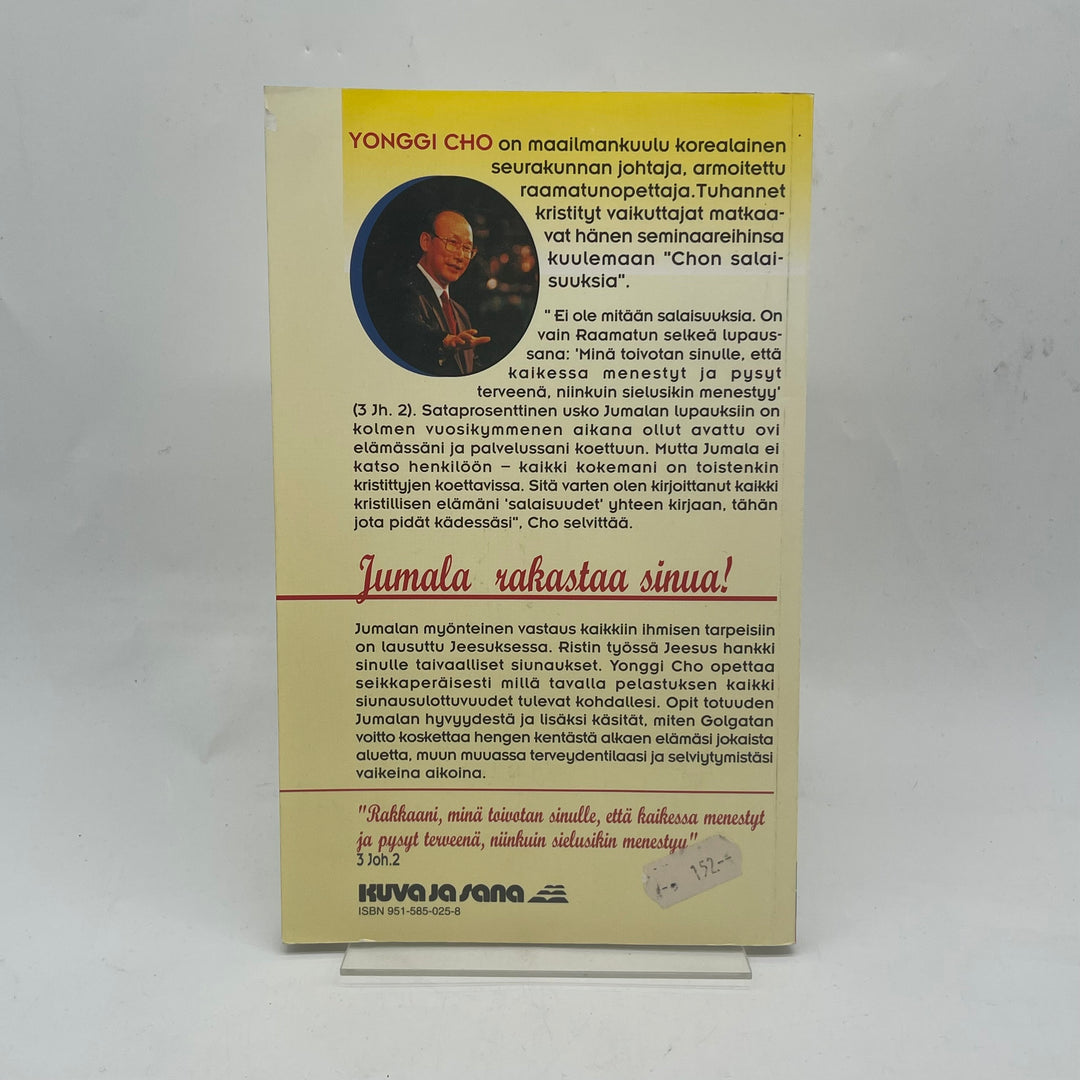 YONGGI CHO on maailmankuulu korealainen
seurakunnan johtaja, armoitettu
raamatunopettaja.Tuhannet
kristityt vaikuttajat matkaa-
vat hänen seminaareihinsa
kuulemaan "Chon salai-
suuksia".
"Ei ole mitään salaisuuksia. On
vain Raamatun selkeä lupaus-
sana: 'Minä toivotan sinulle, että
kaikessa menestyt ja pysyt
terveenä, niinkuin sielusikin menestyy'
(3 Jh. 2). Sataprosenttinen usko Jumalan lupauksiin on
kolmen vuosikymmenen aikana ollut avattu ovi
elämässäni ja palvelussani koettuun. Mutta Jumala ei
katso henkilöön – kaikki kokemani on toistenkin
kristittyjen koettavissa. Sitä varten olen kirjoittanut kaikki
kristillisen elämäni 'salaisuudet' yhteen kirjaan, tähän
jota pidät kädessäsi", Cho selvittää.
Jumala rakastaa sinua!
Jumalan myönteinen vastaus kaikkiin ihmisen tarpeisiin
on lausuttu Jeesuksessa. Ristin työssä Jeesus hankki
sinulle taivaalliset siunaukset. Yonggi Cho opettaa
seikkaperäisesti millä tavalla pelastuksen kaikki
siunausulottuvuudet tulevat kohdallesi. Opit totuuden
Jumalan hyvyydestä ja lisäksi käsität, miten Golgatan
voitto koskettaa hengen kentästä alkaen elämäsi jokaista
aluetta, muun muuassa terveydentilaasi ja selviytymistäsi
vaikeina aikoina.
"Rakkaani, minä toivotan sinulle, että kaikessa menestyt
ja pysyt terveenä, niinkuin sielusikin menestyy"
3 Joh.2
152--
KUVA JA SANA
ISBN 951-585-025-8